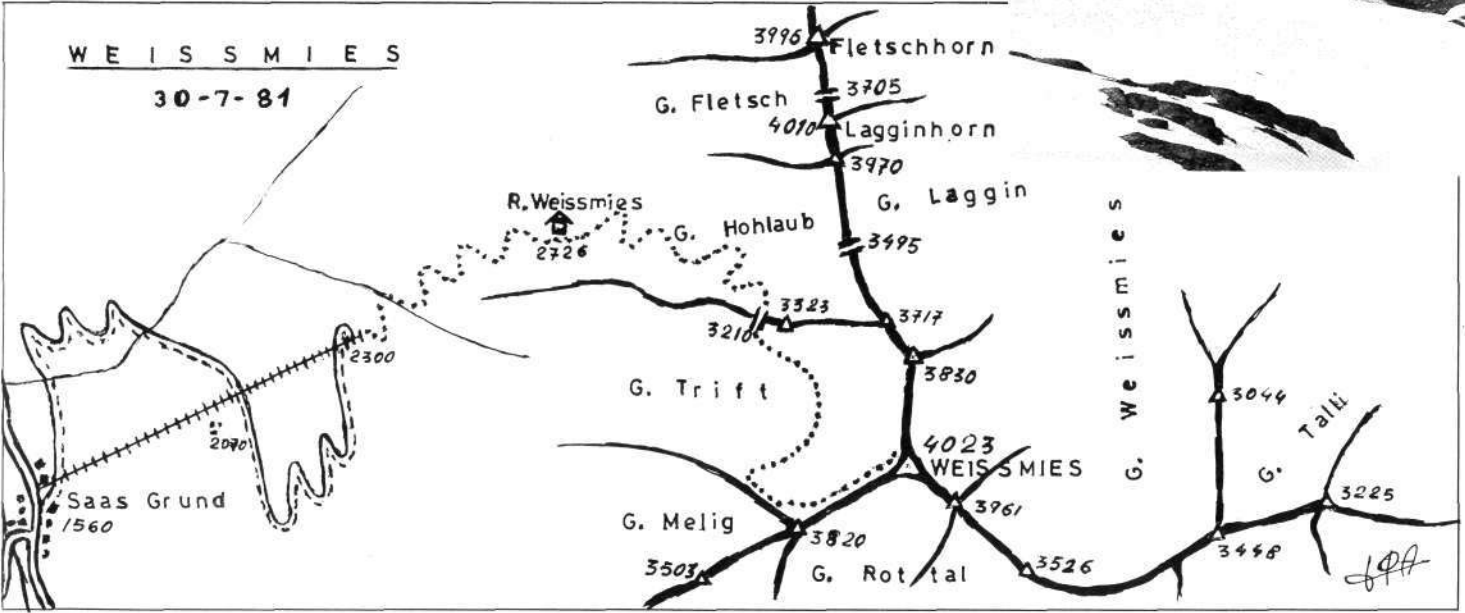 WEISSMIES
30-7-81
3996
Fletschhorn
G. Fletsch
3705
4010
Lagginhorn
3970
G. Laggin
R. Weissmies
2726
G. Hohlaub
3495
3323
3717
3210
2300
3830
G. Trift
2070
G. Weissmies
3044
G. Tälli
4023
WEISSMIES
3225
Saas Grund
1560
3961
G. Melig
3820
3448
3503
G. Rottal
3526